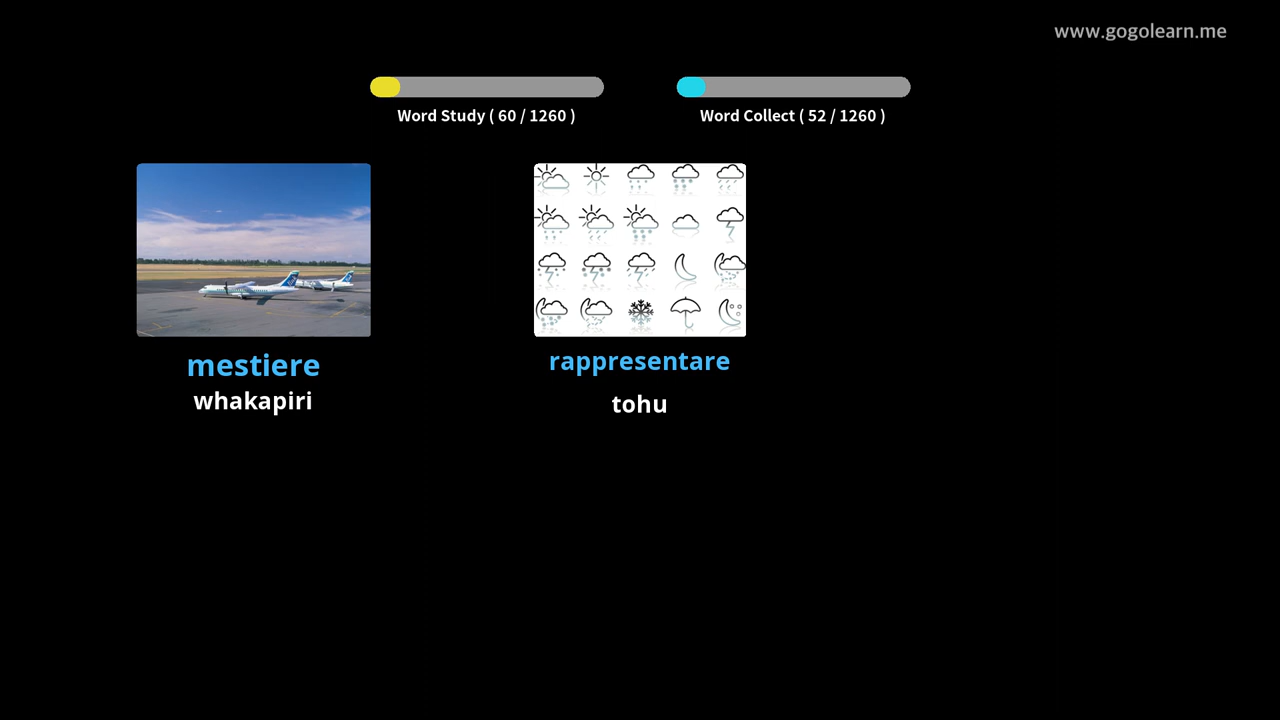 www.gogolearn.me
Word Study ( 60 / 1260 )
Word Collect ( 52 / 1260 )
mestiere
whakapiri
rappresentare
tohu